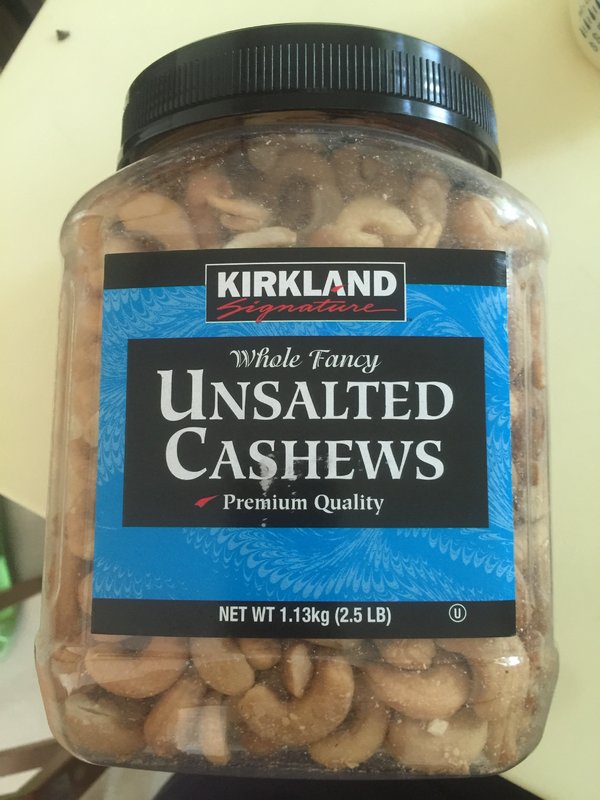 KIRKLAND
Signature
Whole Fancy
UNSALTED
CASHEWS
Premium Quality
NET WT 1.13kg (2.5 LB)
U